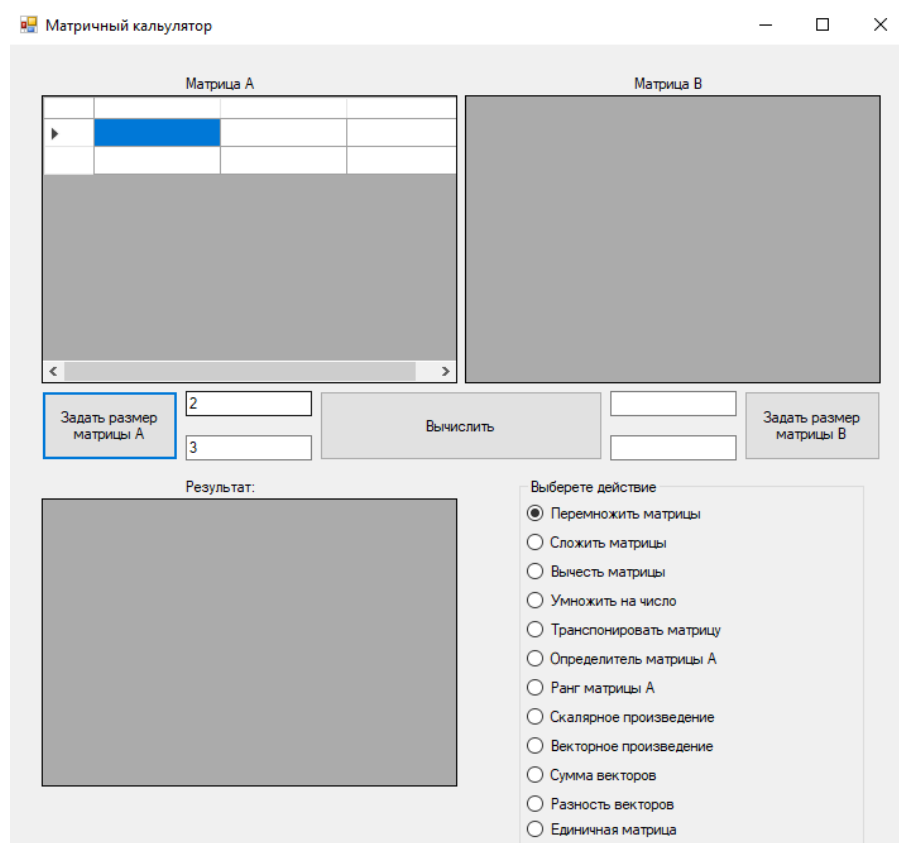 Матричный кальулятор
Матрица А
Матрица В
2
3
Задать размер
матрицы А
Вычислить
Задать размер
матрицы В
Результат:
Выберете действие
Перемножить матрицы
Сложить матрицы
Вычесть матрицы
Умножить на число
Транспонировать матрицу
Определитель матрицы А
Ранг матрицы А
Скалярное произведение
Векторное произведение
Сумма векторов
Разность векторов
Единичная матрица